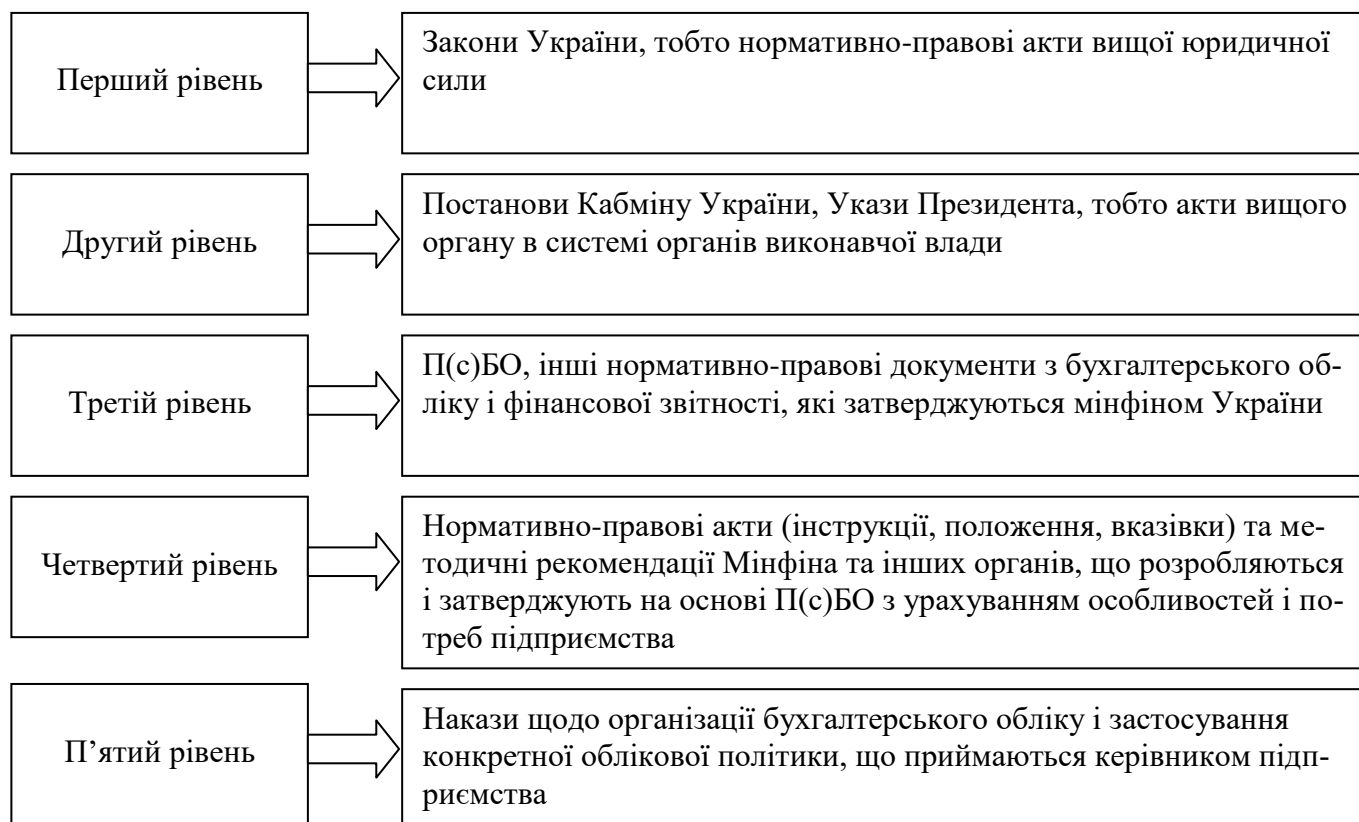 Перший рівень
Закони України, тобто нормативно-правові акти вищої юридичної
сили
Другий рівень
Постанови Кабміну України, Укази Президента, тобто акти вищого
органу в системі органів виконавчої влади
Третій рівень
П(с)БО, інші нормативно-правові документи з бухгалтерського об-
ліку і фінансової звітності, які затверджуються мінфіном України
Четвертий рівень
Нормативно-правові акти (інструкції, положення, вказівки) та ме-
тодичні рекомендації Мінфіна та інших органів, що розробляються
і затверджують на основі П(с)БО з урахуванням особливостей і по-
треб підприємства
П’ятий рівень
Накази щодо організації бухгалтерського обліку і застосування
конкретної облікової політики, що приймаються керівником підп-
риємства